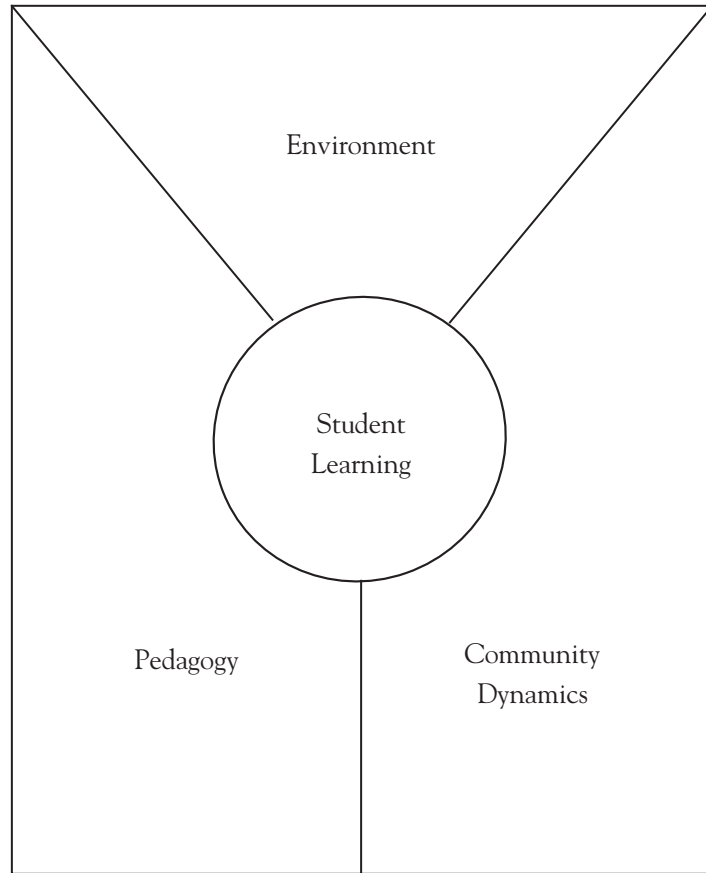 Environment
Student
Learning
Pedagogy
Community
Dynamics